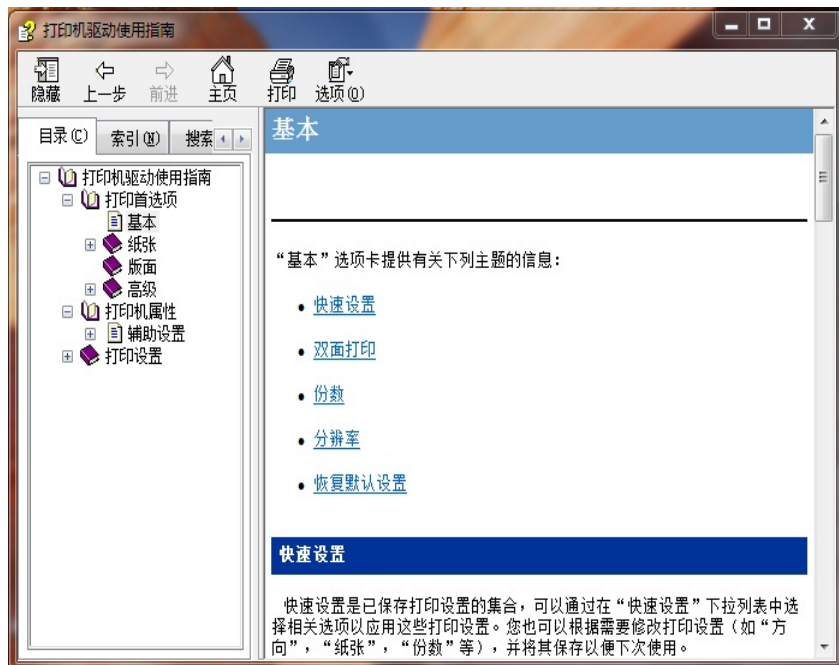 打印机驱动使用指南
隐藏 上一步 前进 主页 打印 选项(O)
目录(C) 索引(N) 搜索
打印机驱动使用指南
打印首选项
基本
纸张
版面
高级
打印机属性
辅助设置
打印设置
基本
“基本”选项卡提供有关下列主题的信息：
快速设置
双面打印
份数
分辨率
恢复默认设置
快速设置
快速设置是已保存打印设置的集合，可以通过在“快速设置”下拉列表中选
择相关选项以应用这些打印设置。您也可以根据需要修改打印设置（如“方
向”，“纸张”，“份数”等），并将其保存以便下次使用。